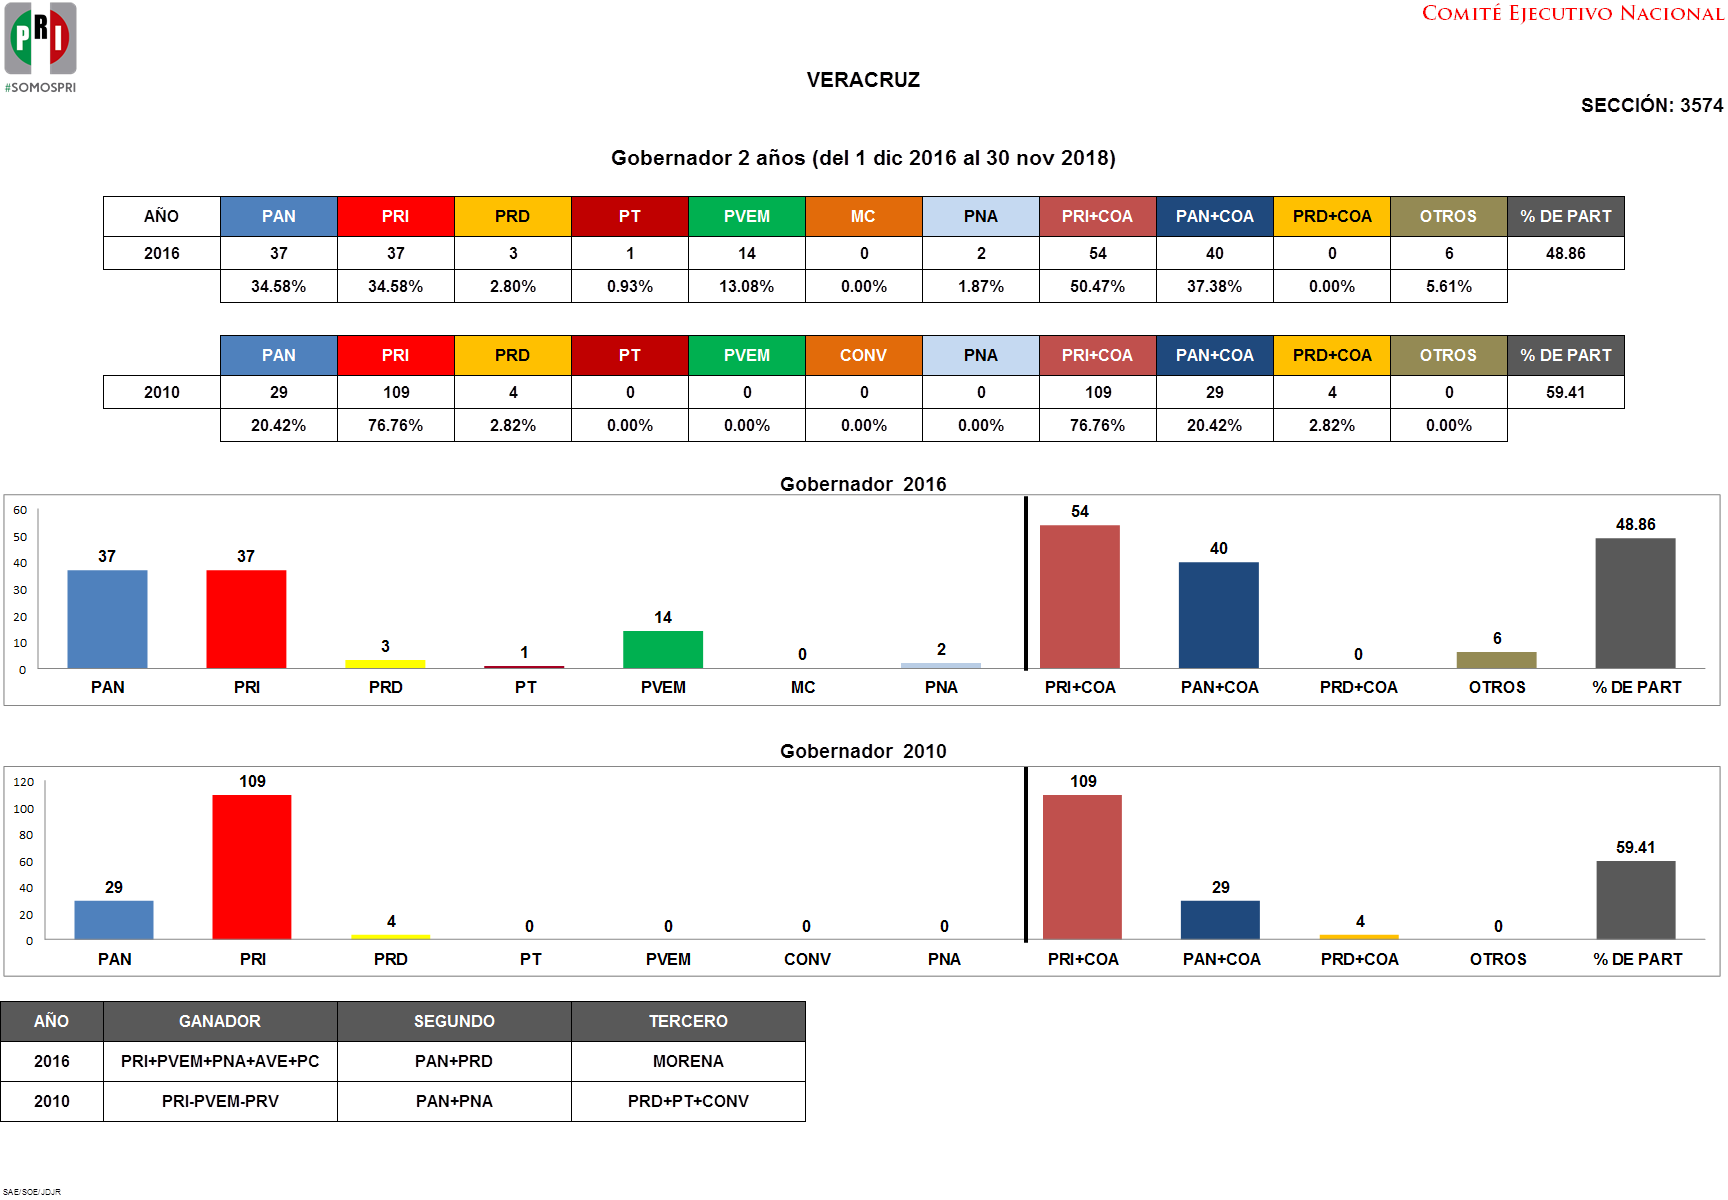 PRI
#SOMOSPRI
COMITÉ EJECUTIVO NACIONAL
VERACRUZ
SECCIÓN: 3574
Gobernador 2 años (del 1 dic 2016 al 30 nov 2018)
AÑO PAN PRI PRD PT PVEM MC PNA PRI+COA PAN+COA PRD+COA OTROS % DE PART
2016 37 37 3 1 14 0 2 54 40 0 6 48.86
34.58% 34.58% 2.80% 0.93% 13.08% 0.00% 1.87% 50.47% 37.38% 0.00% 5.61%
PAN PRI PRD PT PVEM CONV PNA PRI+COA PAN+COA PRD+COA OTROS % DE PART
2010 29 109 4 0 0 0 0 109 29 4 0 59.41
20.42% 76.76% 2.82% 0.00% 0.00% 0.00% 0.00% 76.76% 20.42% 2.82% 0.00%
Gobernador 2016
60
50
40
30
20
10
0
37 37 3 1 14 0 2 54 40 0 6 48.86
PAN PRI PRD PT PVEM MC PNA PRI+COA PAN+COA PRD+COA OTROS % DE PART
Gobernador 2010
120
100
80
60
40
20
0
29 109 4 0 0 0 0 109 29 4 0 59.41
PAN PRI PRD PT PVEM CONV PNA PRI+COA PAN+COA PRD+COA OTROS % DE PART
AÑO GANADOR SEGUNDO TERCERO
2016 PRI+PVEM+PNA+AVE+PC PAN+PRD MORENA
2010 PRI-PVEM-PRV PAN+PNA PRD+PT+CONV
SAE/SOE/JDJR